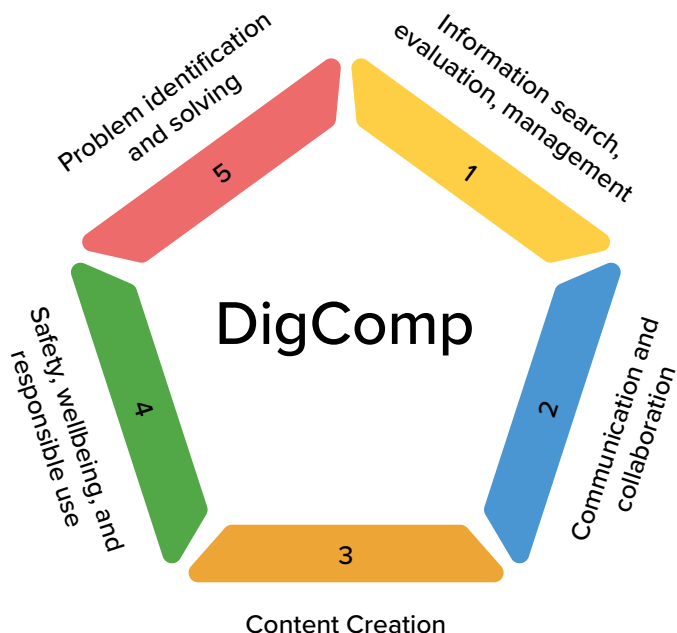 Information search,
evaluation, management
1
Communication and
collaboration
2
Content Creation
3
Safety, wellbeing, and
responsible use
4
Problem identification
and solving
5
DigComp